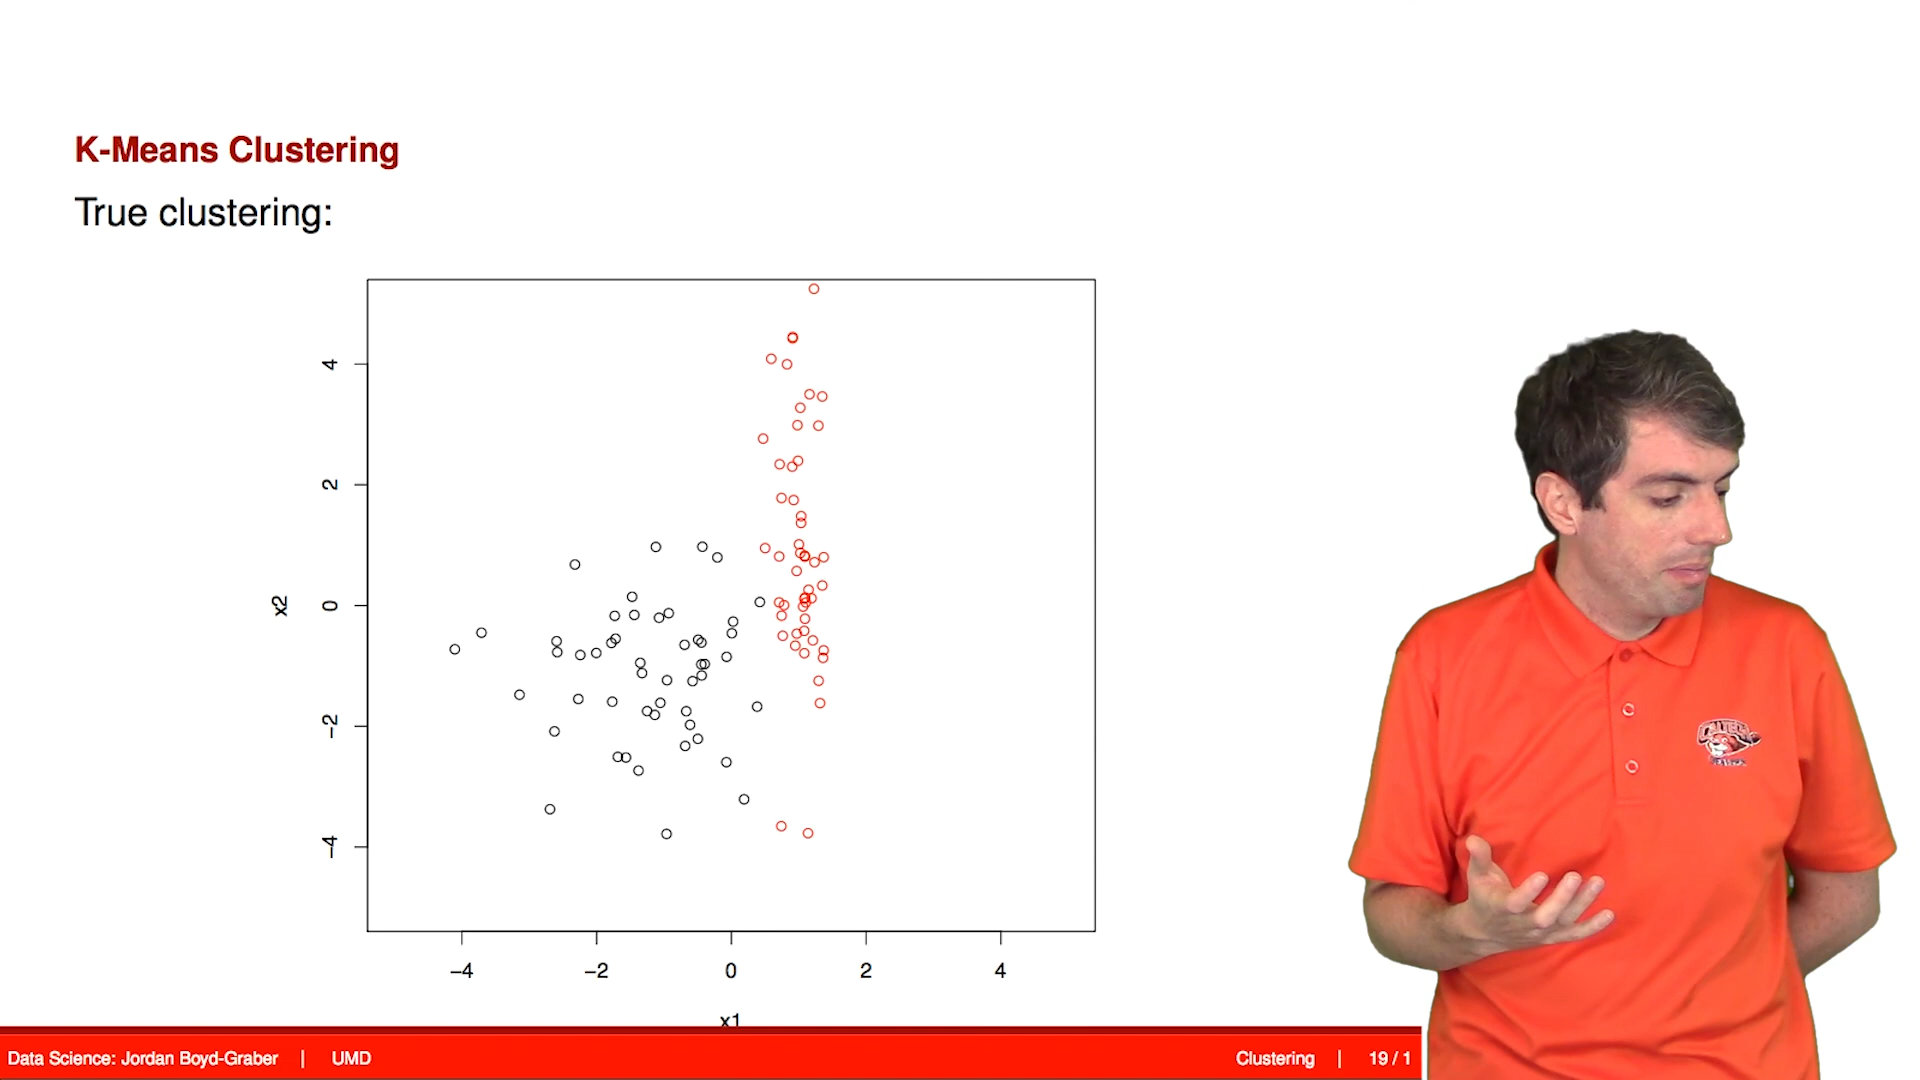 K-Means Clustering
True clustering:
4
2
0
−2
−4
x2
−4 −2 0 2 4
x1
Data Science: Jordan Boyd-Graber | UMD Clustering | 19 / 1
CALTECH